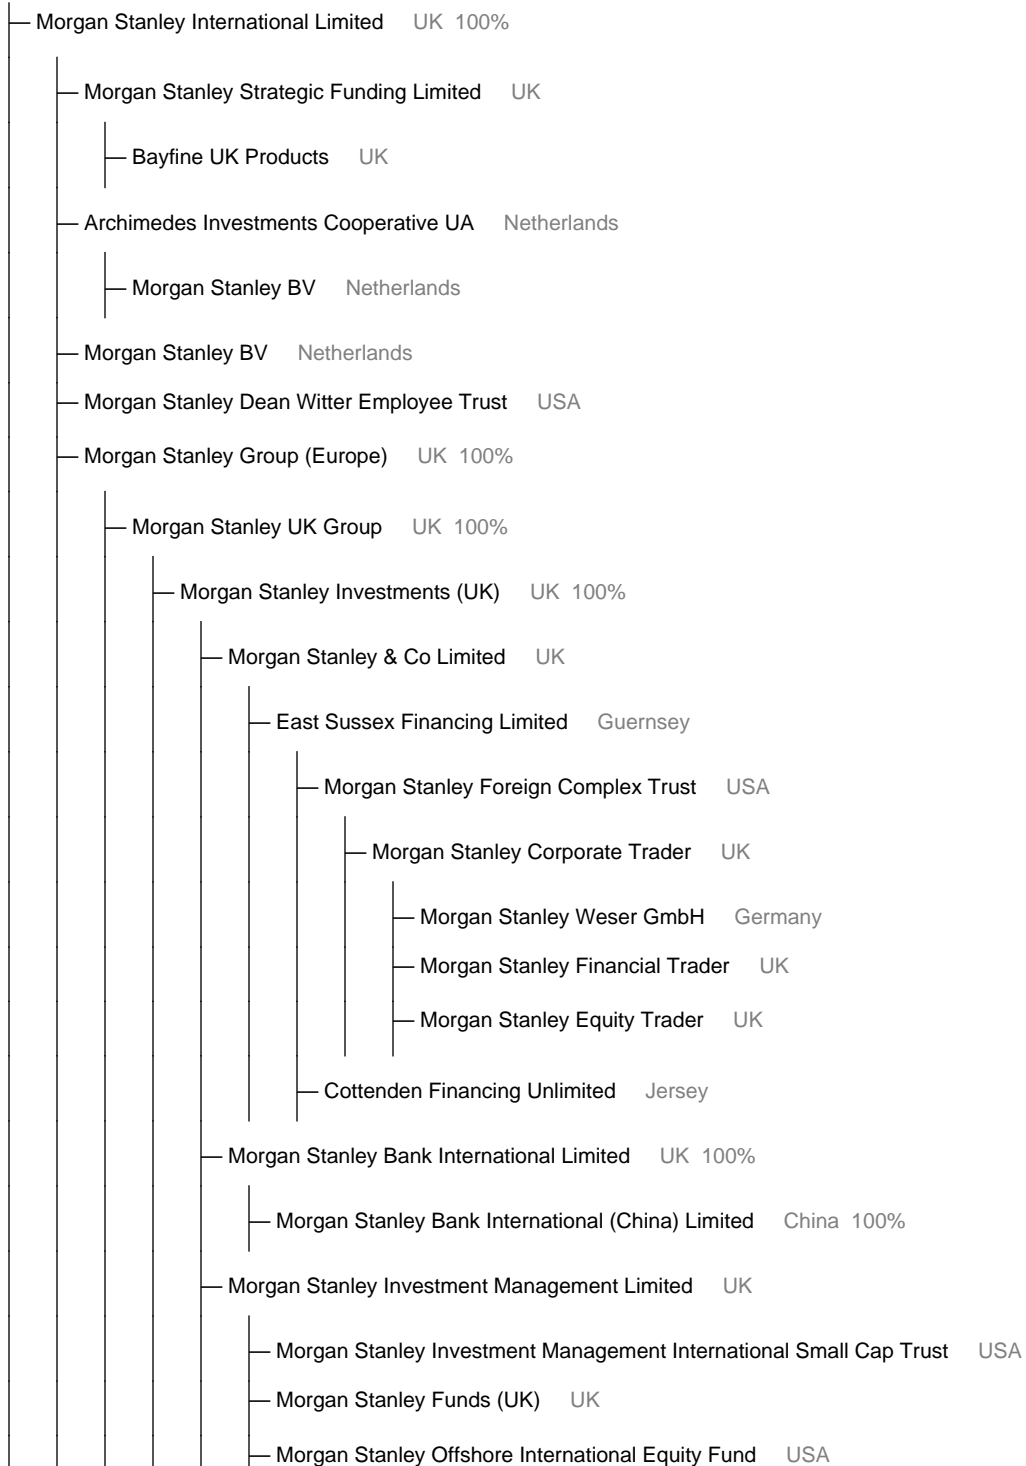 Morgan Stanley International Limited UK 100%
Morgan Stanley Strategic Funding Limited UK
Bayfine UK Products UK
Archimedes Investments Cooperative UA Netherlands
Morgan Stanley BV Netherlands
Morgan Stanley BV Netherlands
Morgan Stanley Dean Witter Employee Trust USA
Morgan Stanley Group (Europe) UK 100%
Morgan Stanley UK Group UK 100%
Morgan Stanley Investments (UK) UK 100%
Morgan Stanley & Co Limited UK
East Sussex Financing Limited Guernsey
Morgan Stanley Foreign Complex Trust USA
Morgan Stanley Corporate Trader UK
Morgan Stanley Weser GmbH Germany
Morgan Stanley Financial Trader UK
Morgan Stanley Equity Trader UK
Cottenden Financing Unlimited Jersey
Morgan Stanley Bank International Limited UK 100%
Morgan Stanley Bank International (China) Limited China 100%
Morgan Stanley Investment Management Limited UK
Morgan Stanley Investment Management International Small Cap Trust USA
Morgan Stanley Funds (UK) UK
Morgan Stanley Offshore International Equity Fund USA